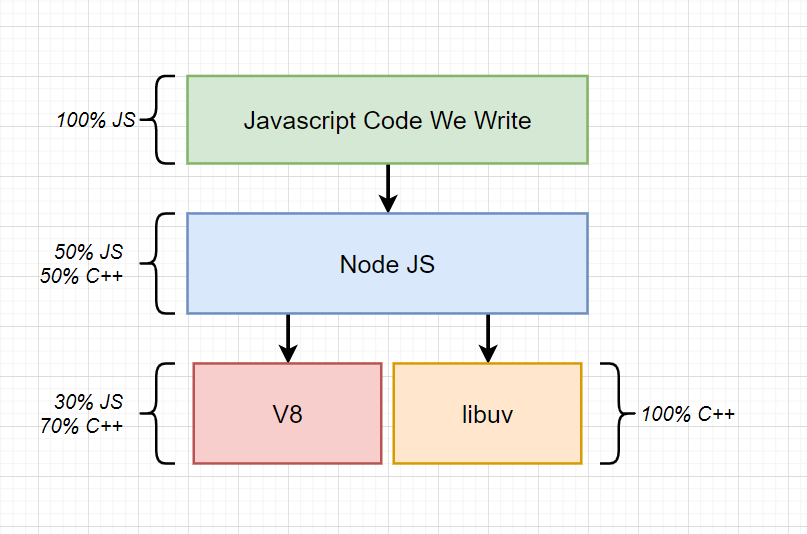 100% JS
Javascript Code We Write
50% JS
50% C++
Node JS
30% JS
70% C++
V8
libuv
100% C++